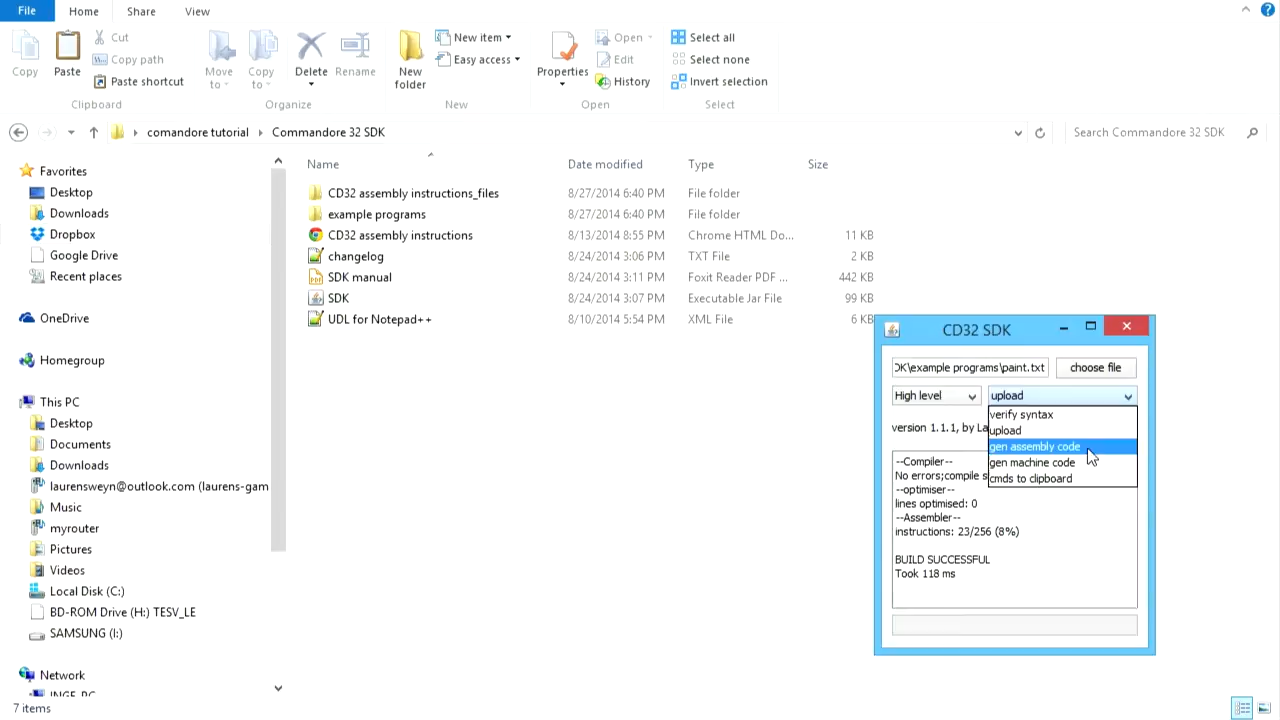 File Home Share View
Copy
Paste
Cut
Copy path
Paste shortcut
Clipboard
Move to
Copy to
Delete
Rename
Organize
New folder
New item
Easy access
New
Properties
Open
Edit
History
Open
Select all
Select none
Invert selection
Select
comandore tutorial Commandore 32 SDK
Search Commandore 32 SDK
Favorites
Desktop
Downloads
Dropbox
Google Drive
Recent places
OneDrive
Homegroup
This PC
Desktop
Documents
Downloads
laurensweyn@outlook.com (laurens-gam
Music
myrouter
Pictures
Videos
Local Disk (C:)
BD-ROM Drive (H:) TESV_LE
SAMSUNG (I:)
Network
INGE_PC
7 items
Name Date modified Type Size
CD32 assembly instructions_files 8/27/2014 6:40 PM File folder
example programs 8/27/2014 6:40 PM File folder
CD32 assembly instructions 8/13/2014 8:55 PM Chrome HTML Do... 11 KB
changelog 8/24/2014 3:06 PM TXT File 2 KB
SDK manual 8/24/2014 3:11 PM Foxit Reader PDF ... 442 KB
SDK 8/24/2014 3:07 PM Executable Jar File 99 KB
UDL for Notepad++ 8/10/2014 5:54 PM XML File 6 KB
CD32 SDK
DK\example programs\paint.txt choose file
High level upload
verify syntax
upload
gen assembly code
gen machine code
cmds to clipboard
version 1.1.1, by La
--Compiler--
No errors;compile s
--optimiser--
lines optimised: 0
--Assembler--
instructions: 23/256 (8%)
BUILD SUCCESSFUL
Took 118 ms